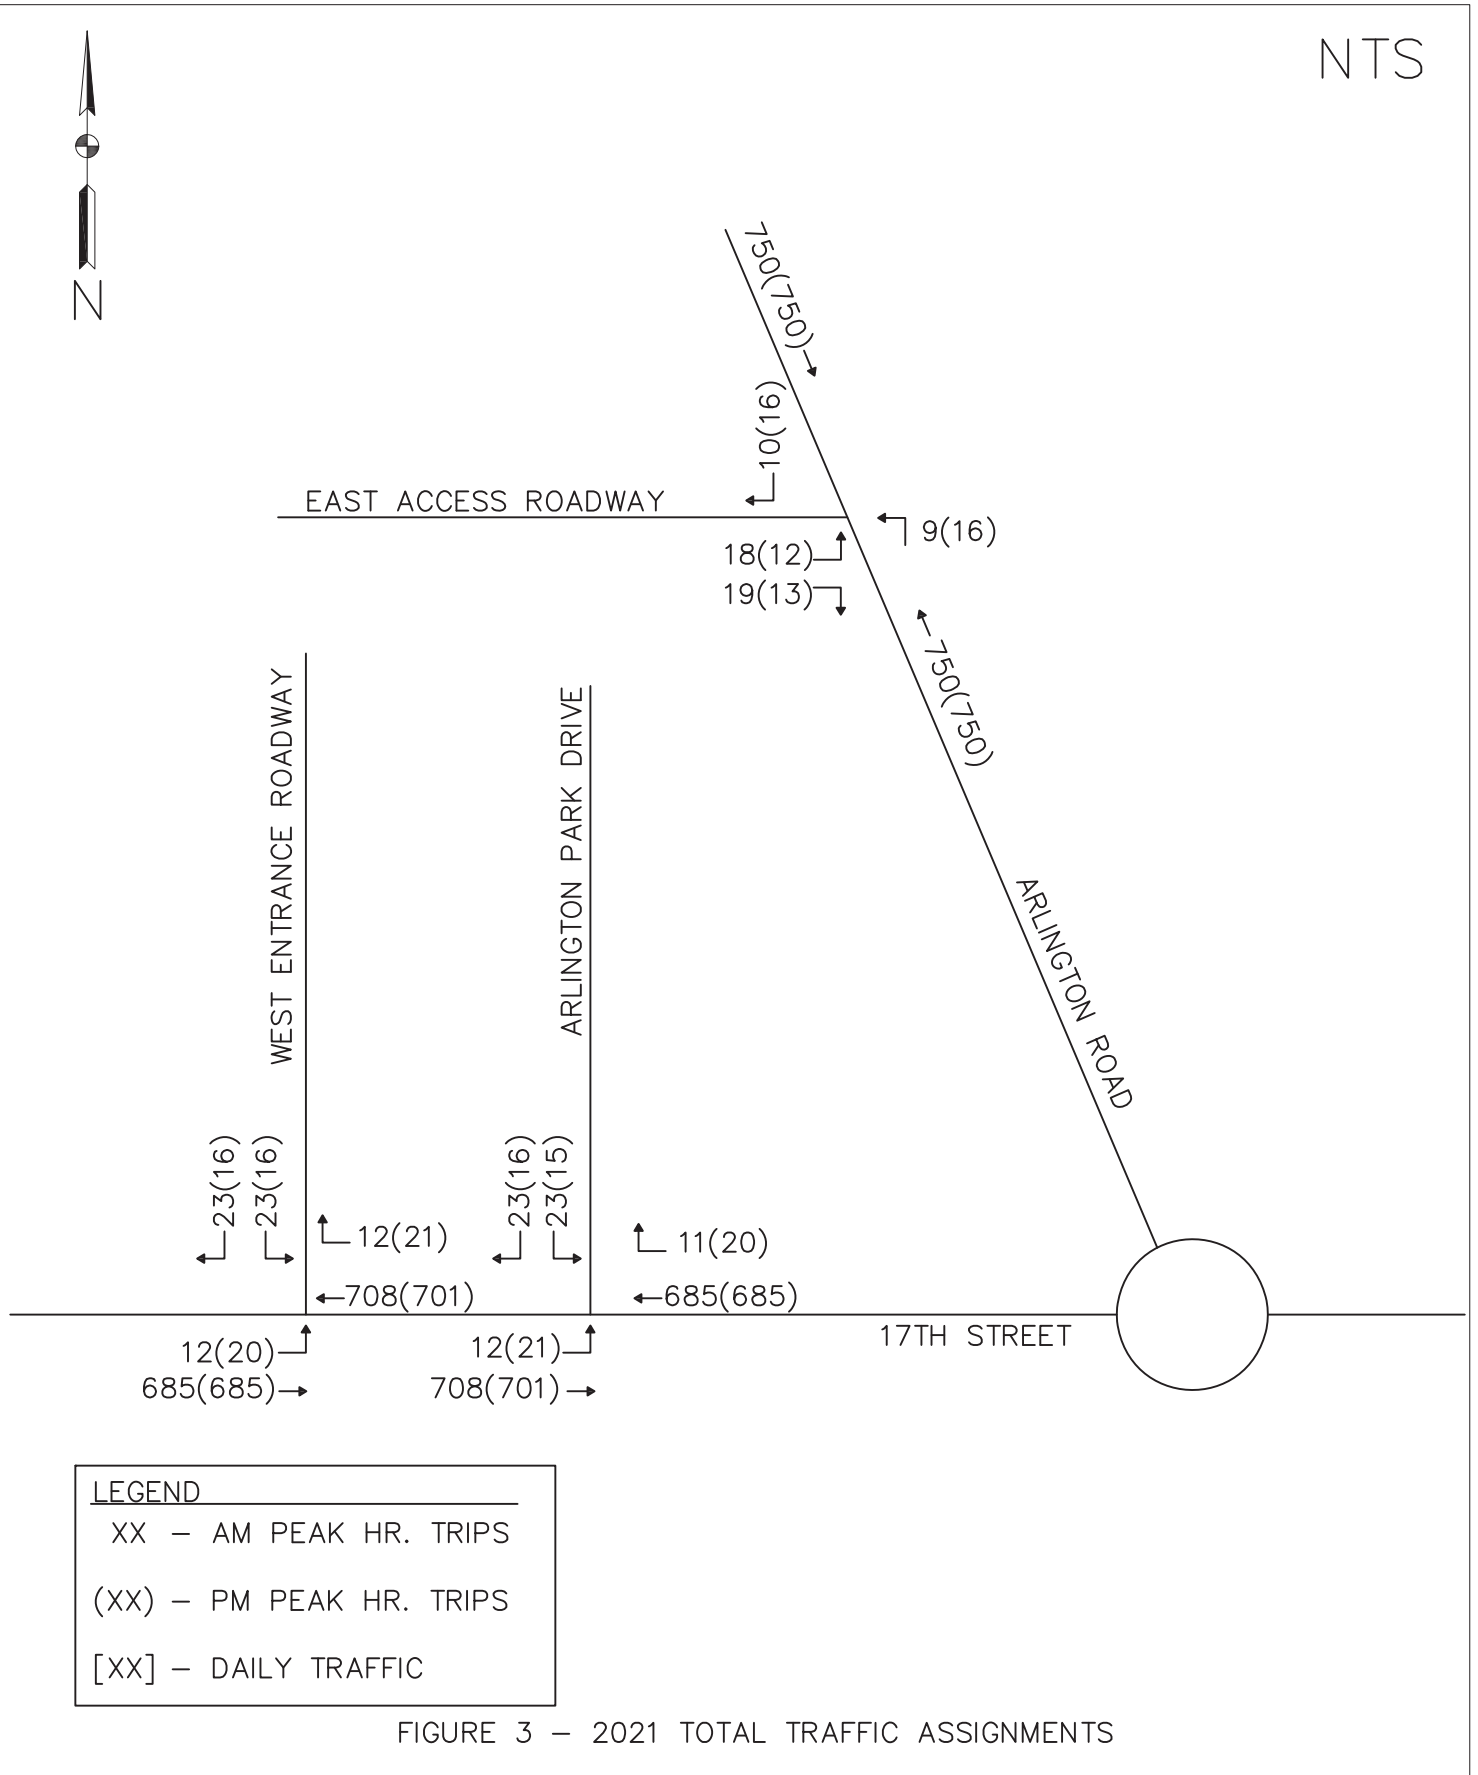 NTS
N
750(750)
10(16)
EAST ACCESS ROADWAY
9(16)
18(12)
19(13)
750(750)
WEST ENTRANCE ROADWAY
ARLINGTON PARK DRIVE
ARLINGTON ROAD
23(16)
23(16)
12(21)
708(701)
23(16)
23(15)
11(20)
685(685)
17TH STREET
12(20)
685(685)
12(21)
708(701)
LEGEND
XX - AM PEAK HR. TRIPS
(XX) - PM PEAK HR. TRIPS
[XX] - DAILY TRAFFIC
FIGURE 3 - 2021 TOTAL TRAFFIC ASSIGNMENTS